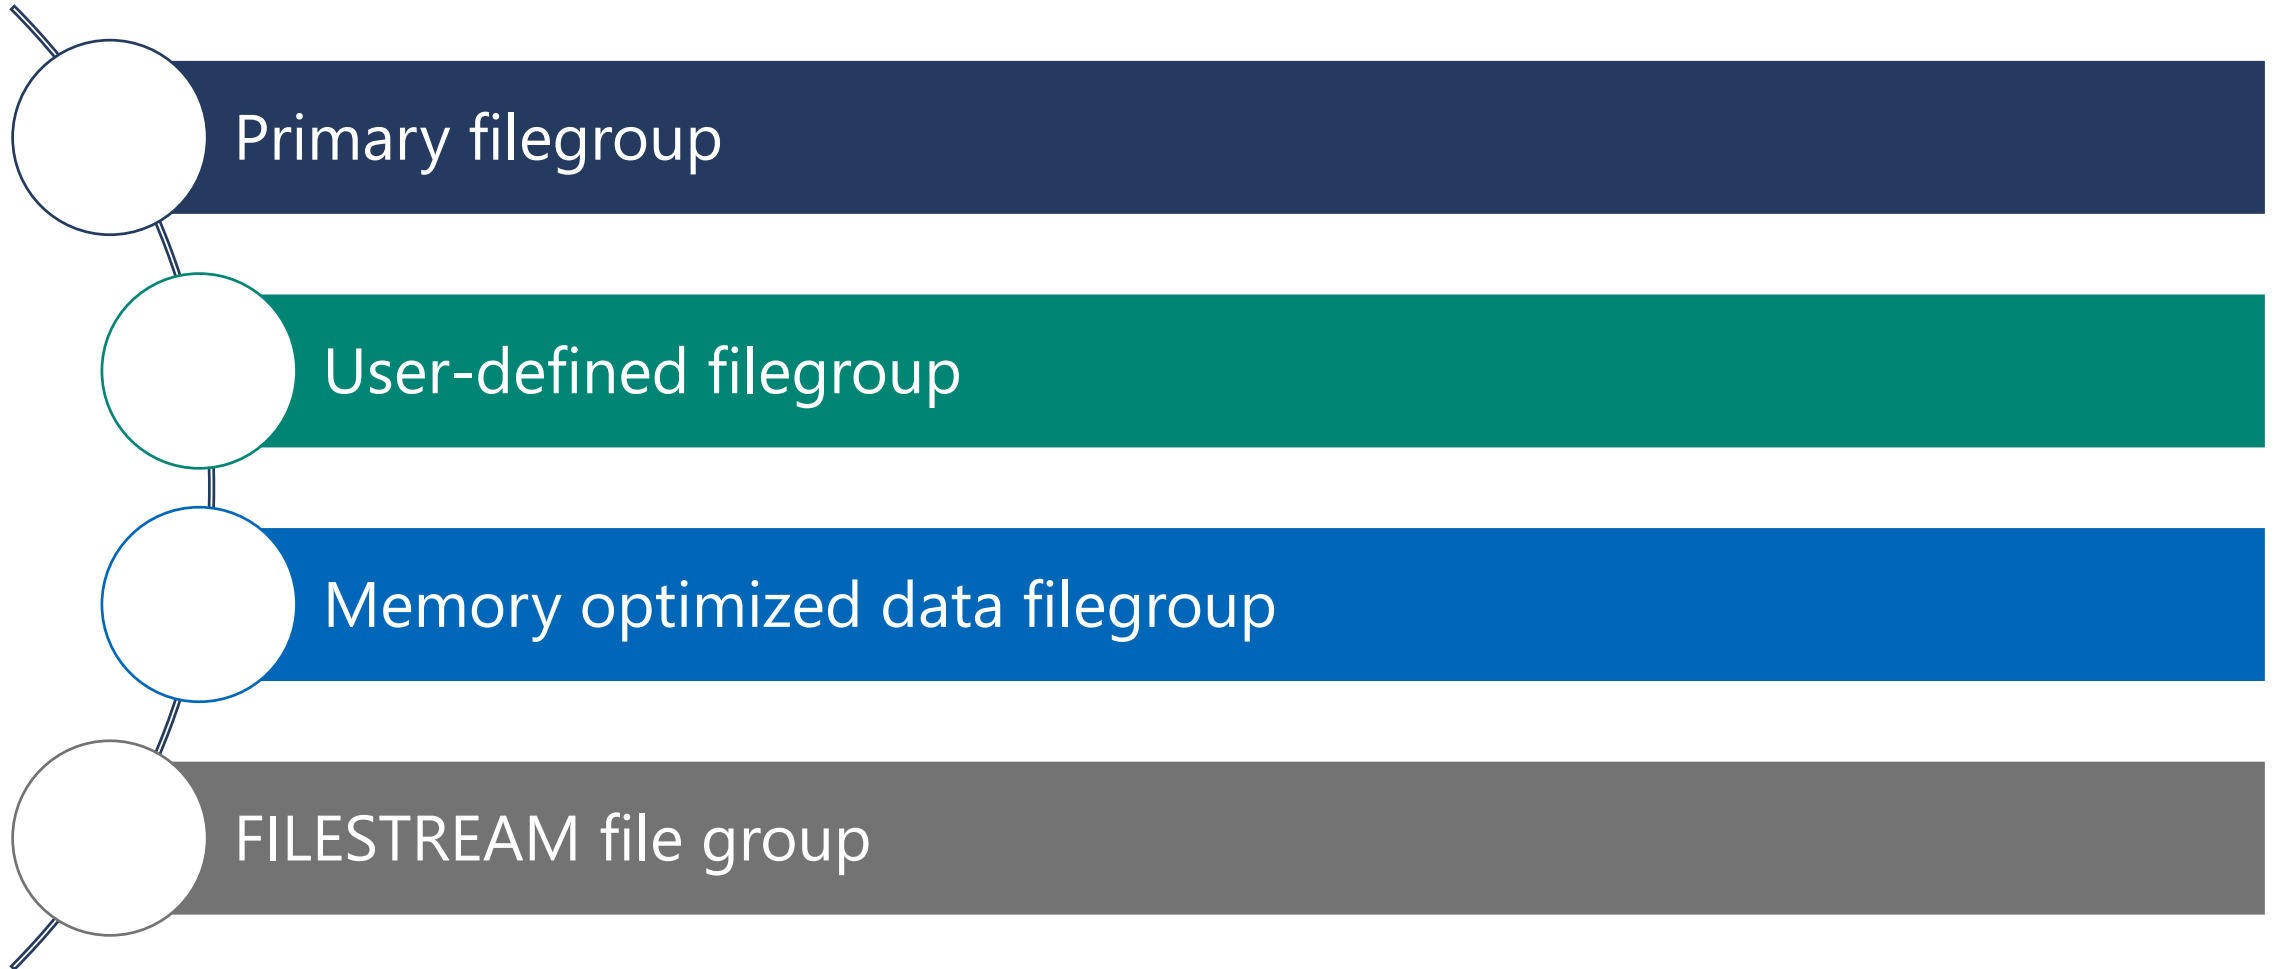 Primary filegroup
User-defined filegroup
Memory optimized data filegroup
FILESTREAM file group